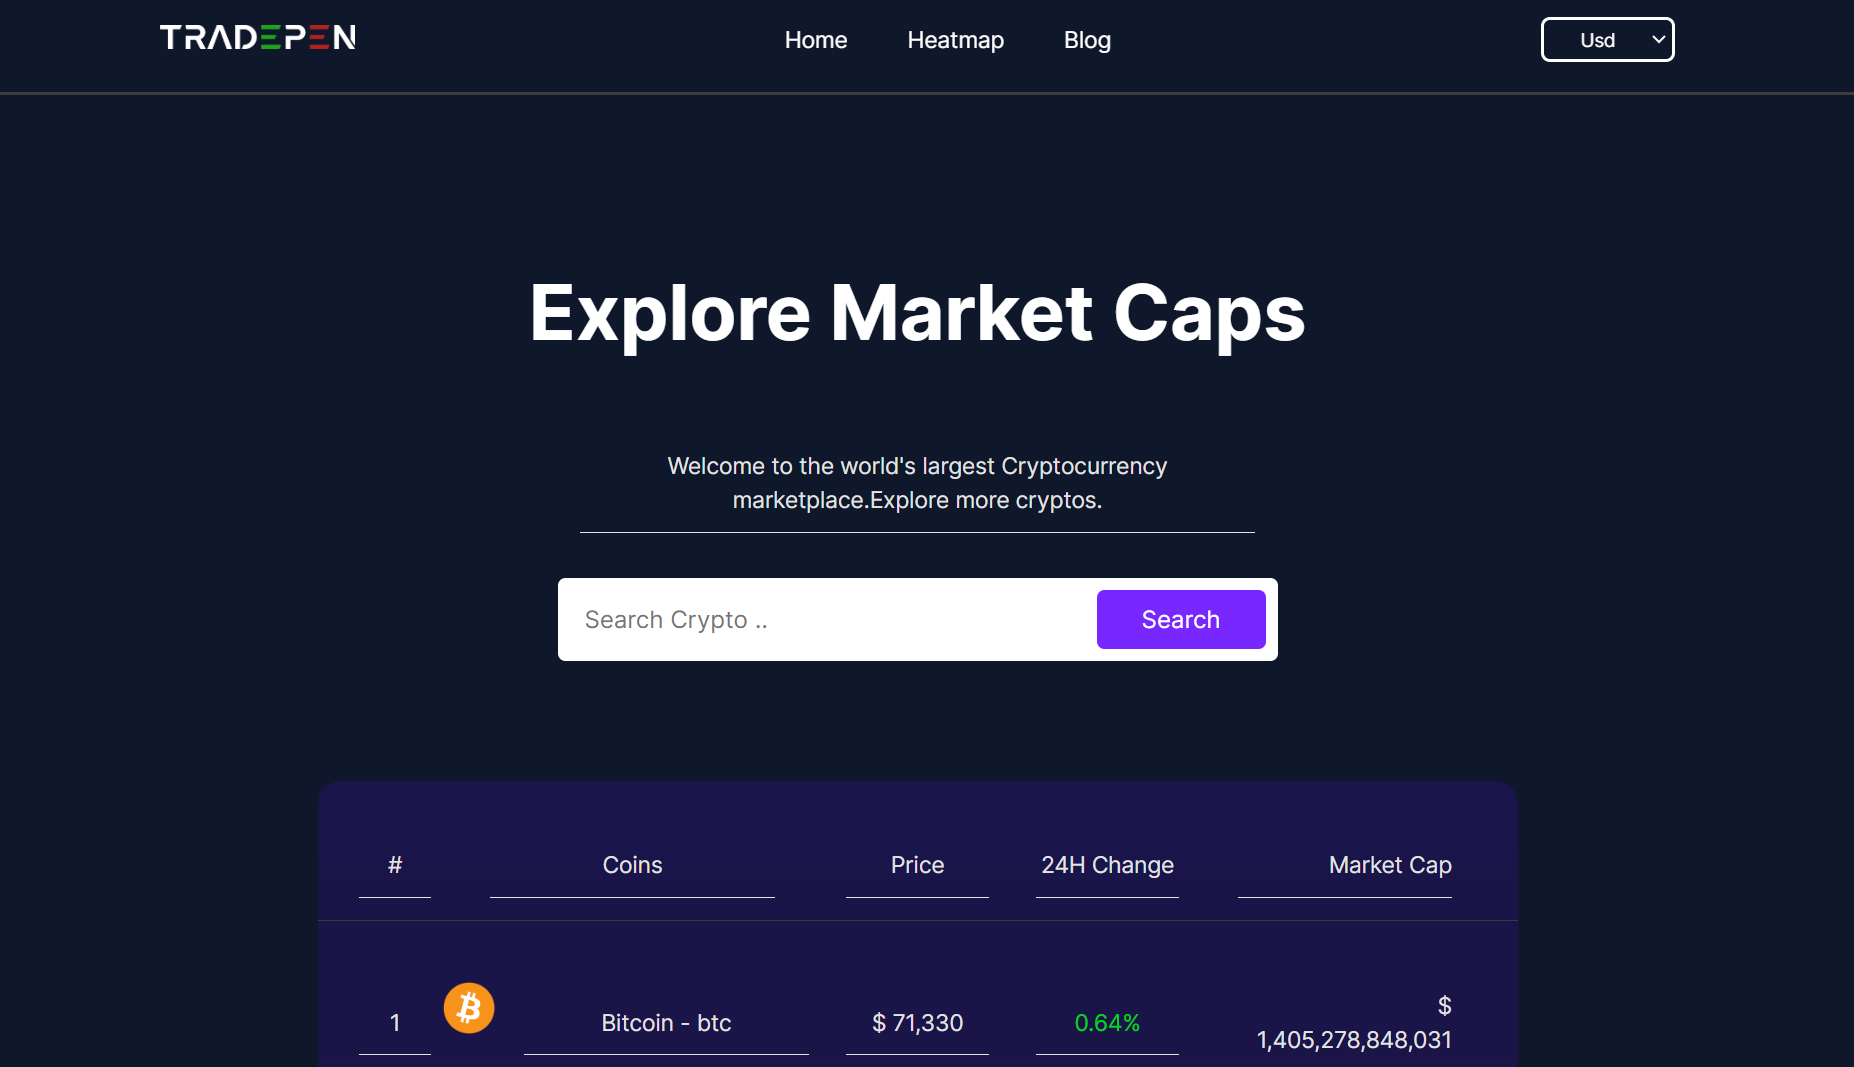 TRADEPEN Home Heatmap Blog Usd
Explore Market Caps
Welcome to the world's largest Cryptocurrency
marketplace.Explore more cryptos.
Search Crypto .. Search
# Coins Price 24H Change Market Cap
1 Bitcoin - btc $ 71,330 0.64% $
1,405,278,848,031